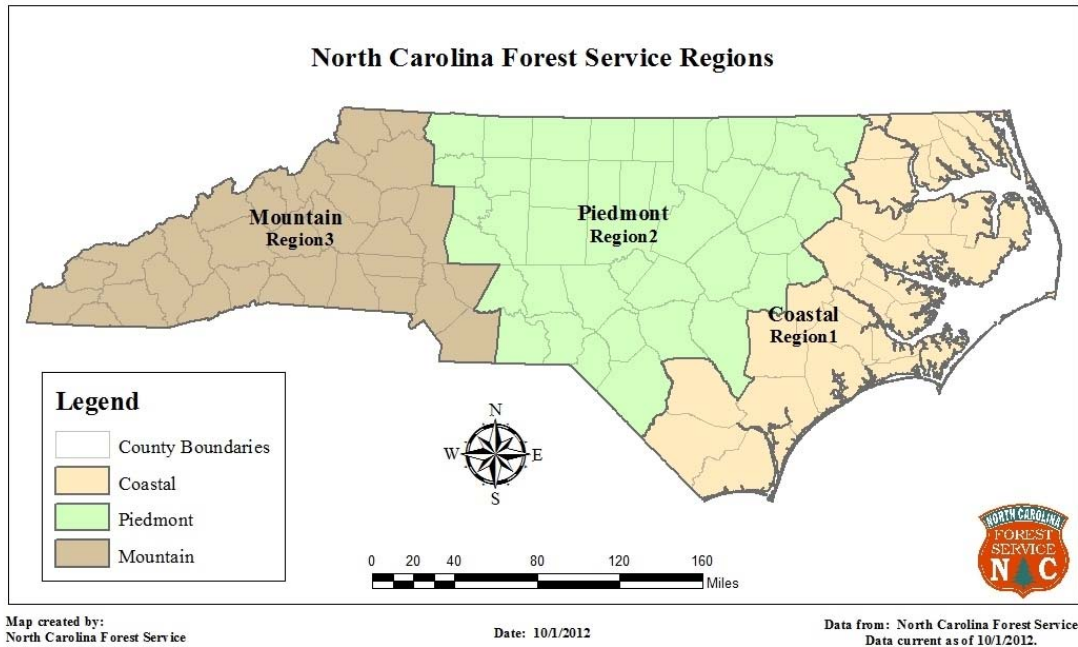 North Carolina Forest Service Regions
Mountain
Region3
Piedmont
Region2
Coastal
Region1
Legend
County Boundaries
Coastal
Piedmont
Mountain
N
W E
S
0 20 40 80 120 160
Miles
NORTH CAROLINA
FOREST
SERVICE
N C
Map created by:
North Carolina Forest Service
Date: 10/1/2012
Data from: North Carolina Forest Service
Data current as of 10/1/2012.